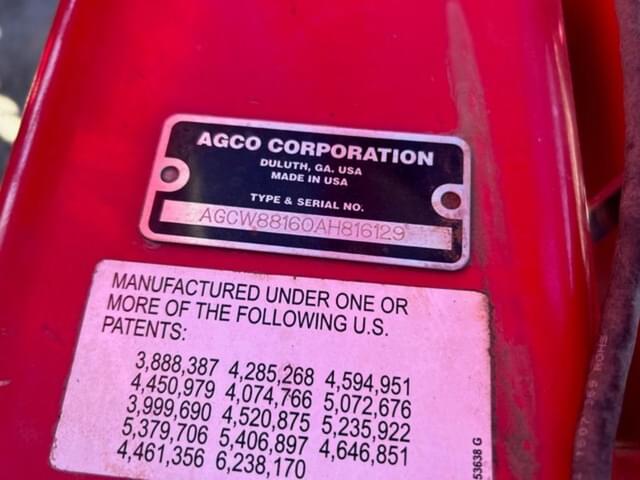 AGCO CORPORATION
DULUTH, GA. USA
MADE IN USA
TYPE & SERIAL NO.
AGCW88160AH816129
MANUFACTURED UNDER ONE OR
MORE OF THE FOLLOWING U.S.
PATENTS:
3,888,387 4,285,268 4,594,951
4,450,979 4,074,766 5,072,676
3,999,690 4,520,875 5,235,922
5,379,706 5,406,897 4,646,851
4,461,356 6,238,170
53638 G